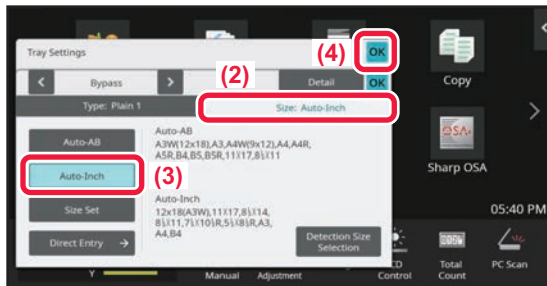 Tray Settings
(4)
OK
(2)
Bypass
Detail
OK
Type: Plain 1
Size: Auto-Inch
Copy
Auto-AB
Auto-AB
A3W(12x18),A3,A4W(9x12),A4,A4R,
A5R,B4,B5,B5R,11X17,8½X11
Auto-Inch
(3)
OSA
Sharp OSA
Auto-Inch
12x18(A3W),11X17,8½X14,
8½X11,7¼X10½R,5½X8½R,A3,
A4,B4
Size Set
05:40 PM
Direct Entry
Detection Size
Selection
Y
Manual
Adjustment
Control
Total
Count
PC Scan